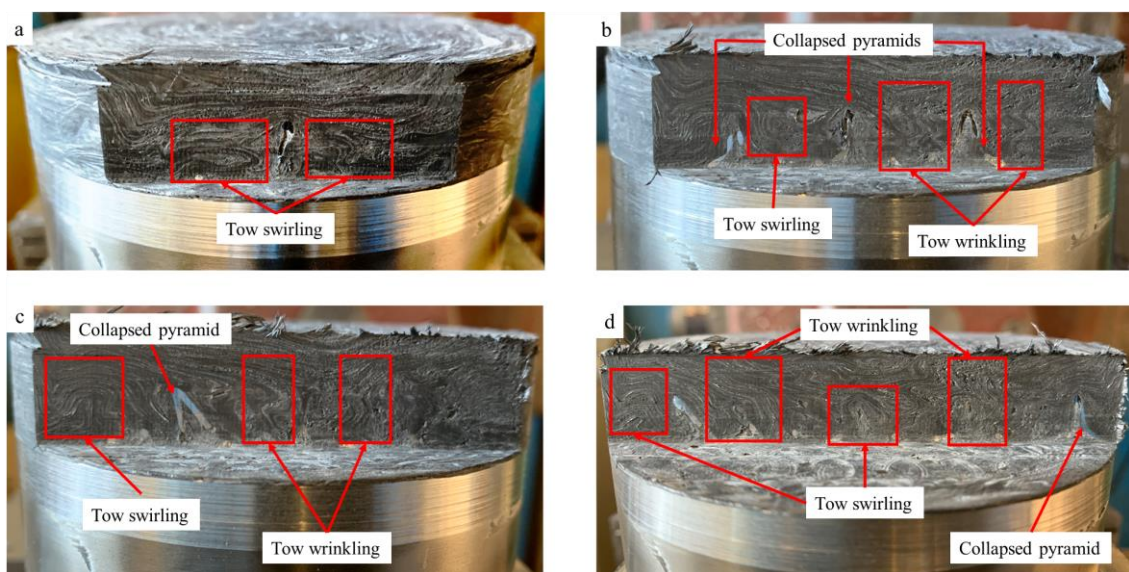 a
Tow swirling
b
Collapsed pyramids
Tow swirling
Tow wrinkling
c
Collapsed pyramid
Tow swirling
Tow wrinkling
d
Tow wrinkling
Tow swirling
Collapsed pyramid